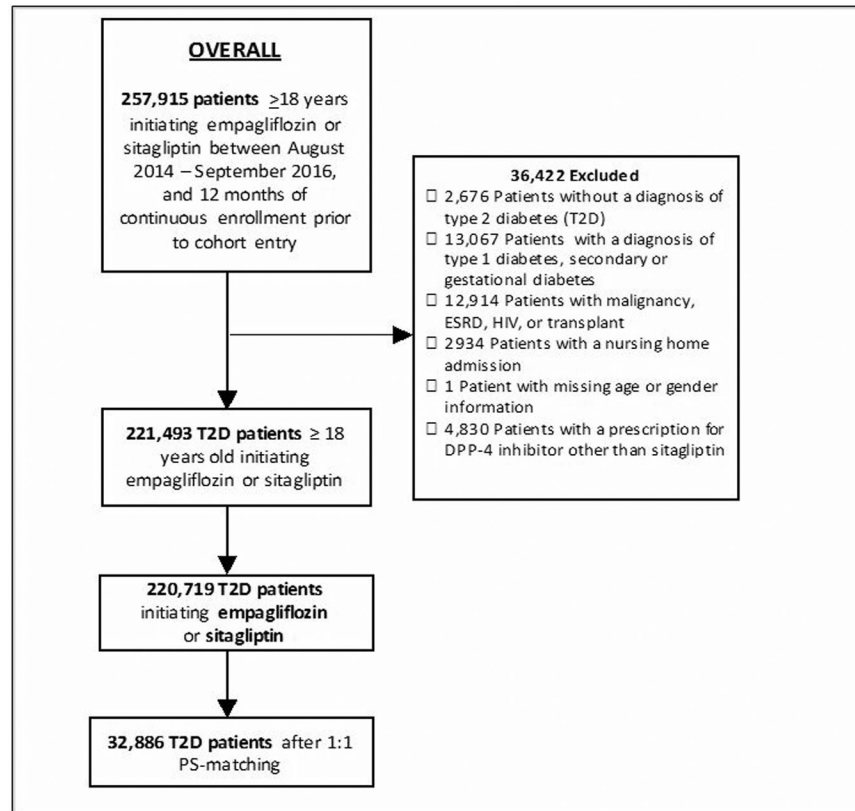 OVERALL
257,915 patients ≥18 years
initiating empagliflozin or
sitagliptin between August
2014 – September 2016,
and 12 months of
continuous enrollment prior
to cohort entry
36,422 Excluded
□ 2,676 Patients without a diagnosis of
type 2 diabetes (T2D)
□ 13,067 Patients with a diagnosis of
type 1 diabetes, secondary or
gestational diabetes
□ 12,914 Patients with malignancy,
ESRD, HIV, or transplant
□ 2934 Patients with a nursing home
admission
□ 1 Patient with missing age or gender
information
□ 4,830 Patients with a prescription for
DPP-4 inhibitor other than sitagliptin
221,493 T2D patients ≥ 18
years old initiating
empagliflozin or sitagliptin
220,719 T2D patients
initiating empagliflozin
or sitagliptin
32,886 T2D patients after 1:1
PS-matching